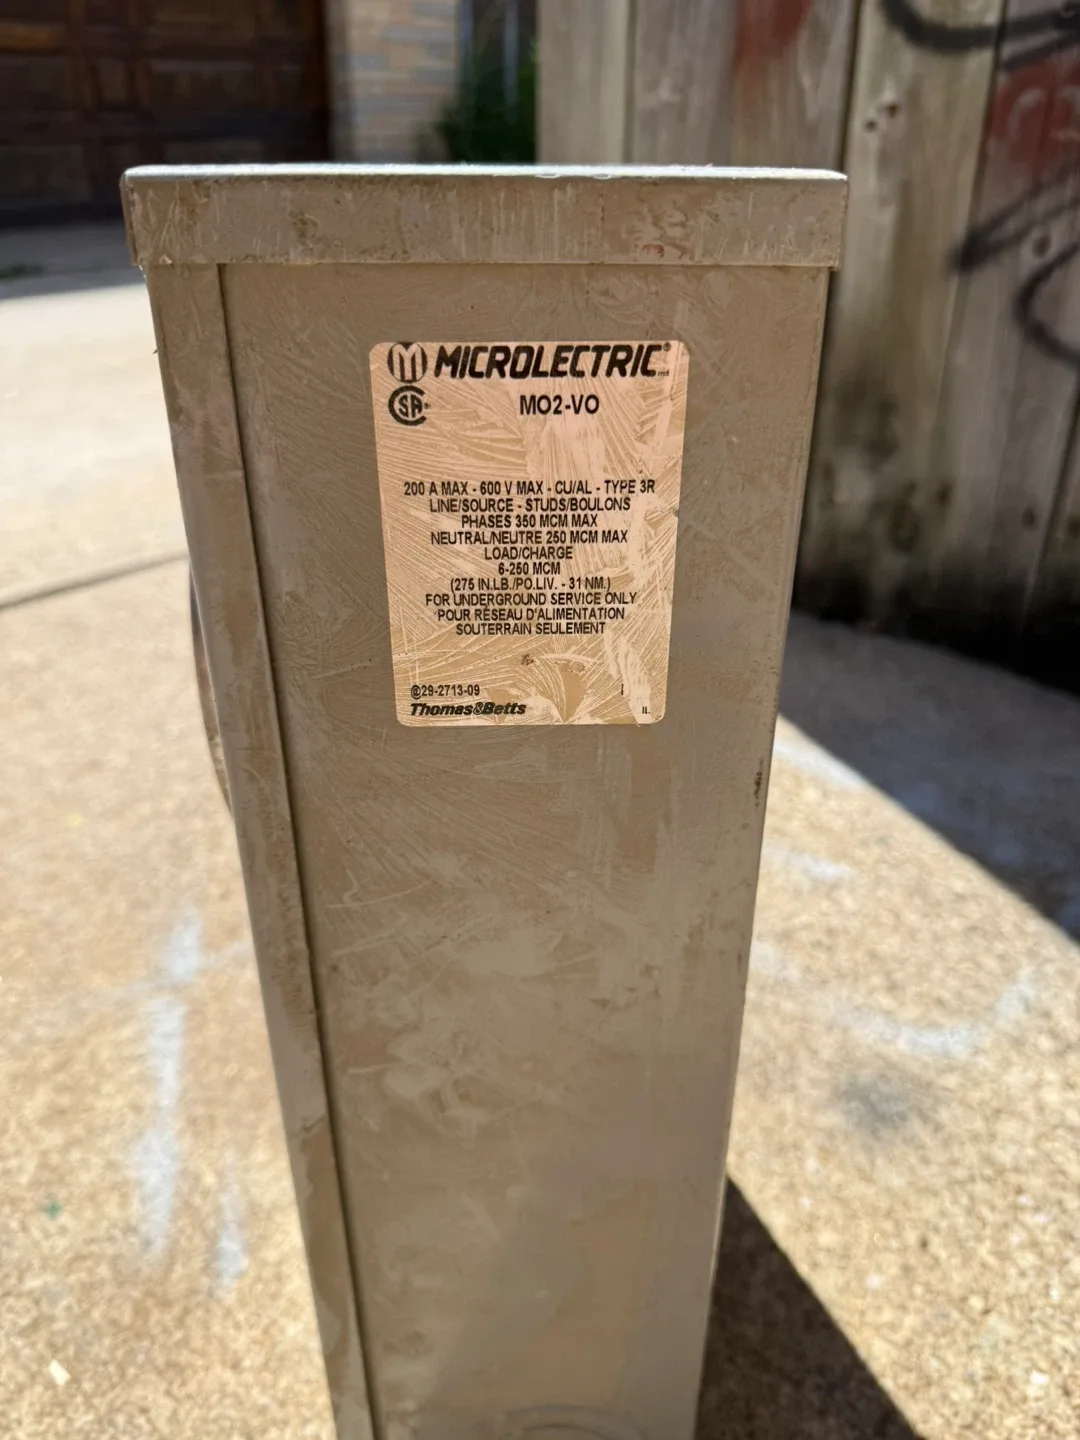 M MICROLECTRIC® md
CSA® MO2-VO
200 A MAX - 600 V MAX - CU/AL - TYPE 3R
LINE/SOURCE - STUDS/BOULONS
PHASES 350 MCM MAX
NEUTRAL/NEUTRE 250 MCM MAX
LOAD/CHARGE
6-250 MCM
(275 IN.LB./PO.LIV. - 31 NM.)
FOR UNDERGROUND SERVICE ONLY
POUR RÉSEAU D'ALIMENTATION
SOUTERRAIN SEULEMENT
29-2713-09
Thomas&Betts